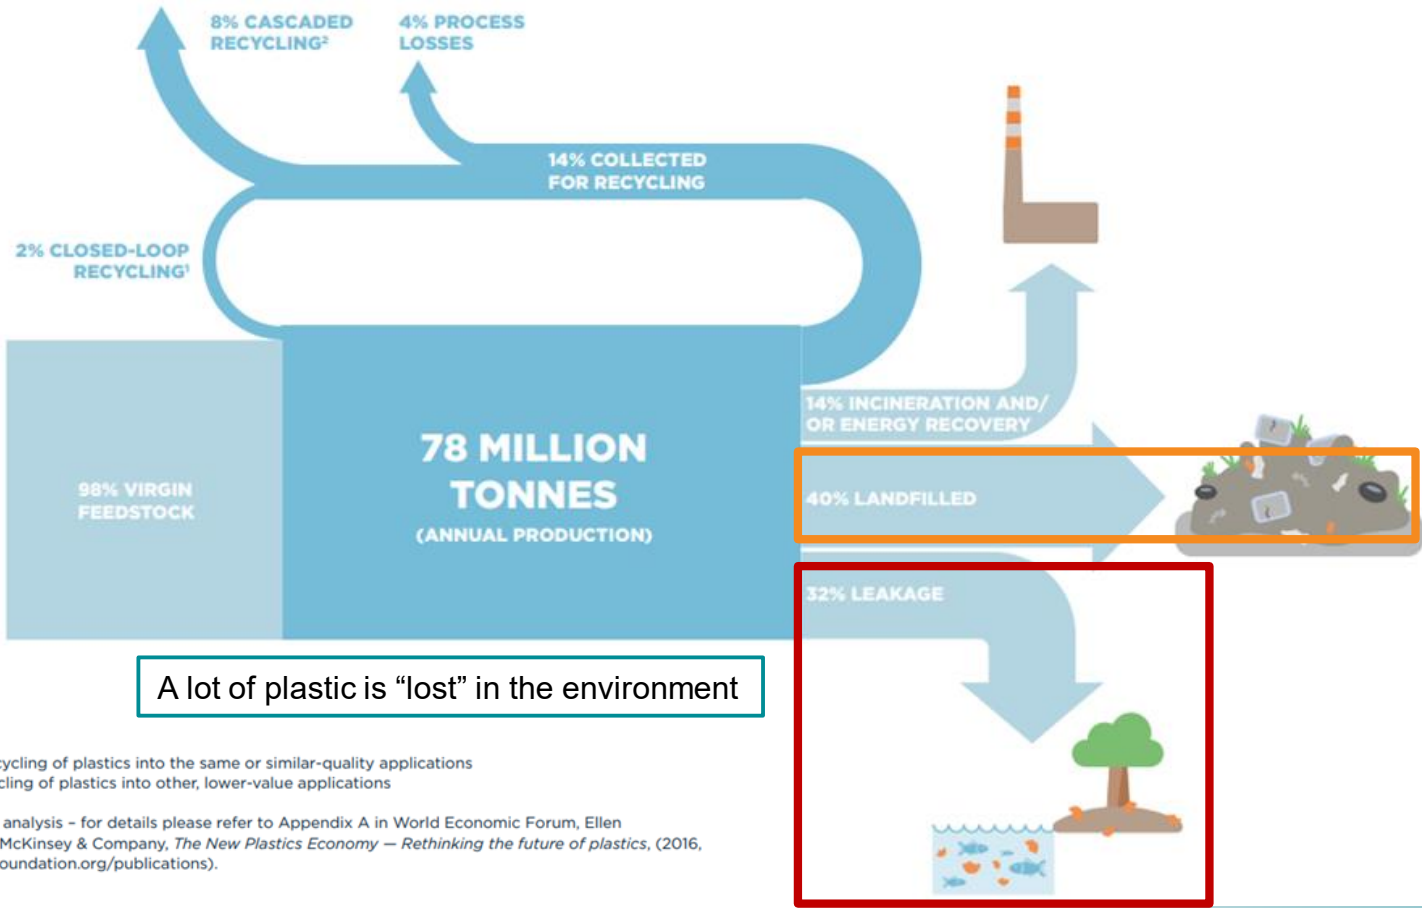 8% CASCADED
RECYCLING²
4% PROCESS
LOSSES
14% COLLECTED
FOR RECYCLING
2% CLOSED-LOOP
RECYCLING¹
14% INCINERATION AND/
OR ENERGY RECOVERY
78 MILLION
TONNES
(ANNUAL PRODUCTION)
98% VIRGIN
FEEDSTOCK
40% LANDFILLED
32% LEAKAGE
A lot of plastic is “lost” in the environment
cycling of plastics into the same or similar-quality applications
cling of plastics into other, lower-value applications
analysis – for details please refer to Appendix A in World Economic Forum, Ellen
McKinsey & Company, The New Plastics Economy — Rethinking the future of plastics, (2016,
oundation.org/publications).